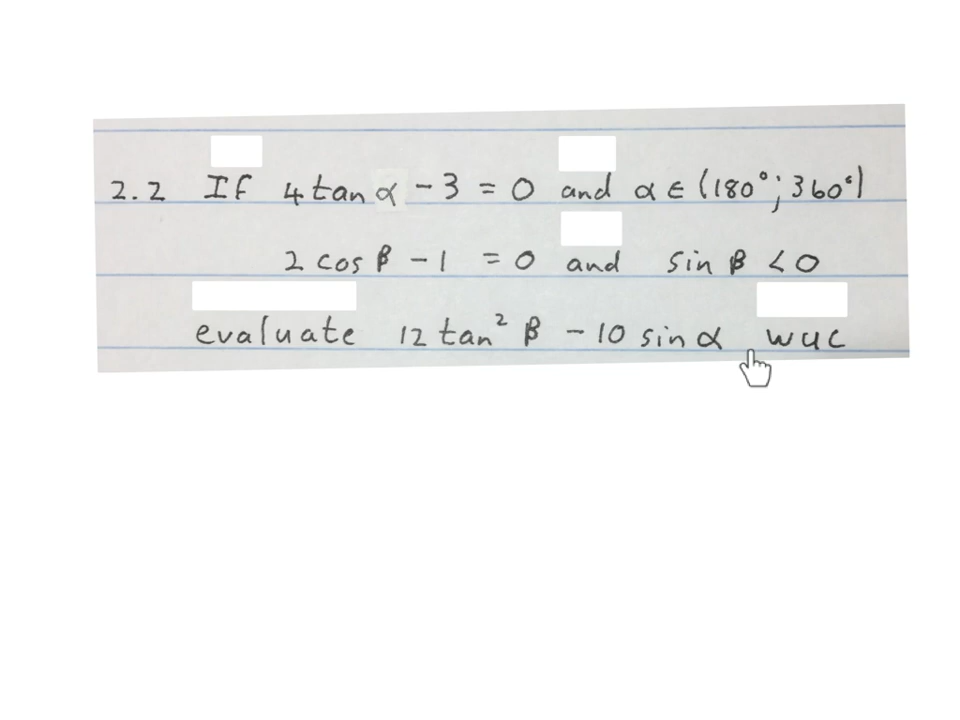 2.2 If 4 tan α - 3 = 0 and α ∈ (180°; 360°)
2 cos β - 1 = 0 and sin β < 0
evaluate 12 tan² β - 10 sin α wuc